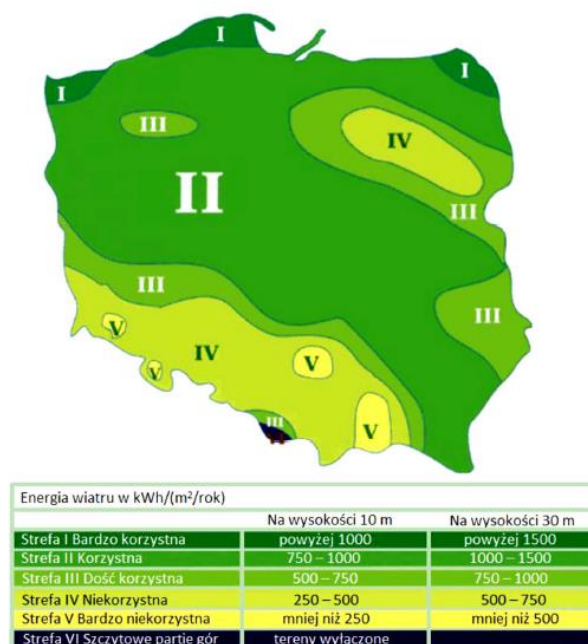 I
I
I
III
IV
II
III
III
III
V
IV
V
V
III
V
Energia wiatru w kWh/(m²/rok)
Na wysokości 10 m Na wysokości 30 m
Strefa I Bardzo korzystna powyżej 1000 powyżej 1500
Strefa II Korzystna 750 – 1000 1000 – 1500
Strefa III Dość korzystna 500 – 750 750 – 1000
Strefa IV Niekorzystna 250 – 500 500 – 750
Strefa V Bardzo niekorzystna mniej niż 250 mniej niż 500
Strefa VI Szczytowe partie gór tereny wyłączone